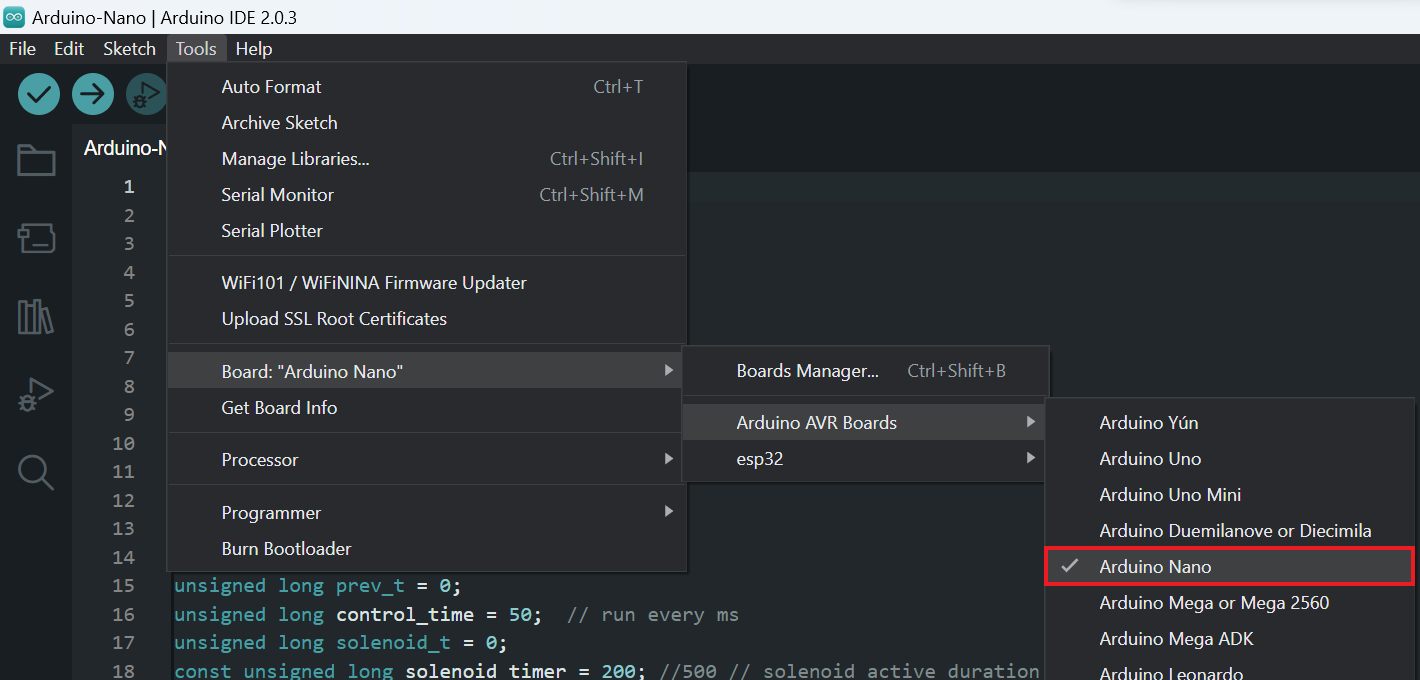 Arduino-Nano | Arduino IDE 2.0.3
File Edit Sketch Tools Help
Auto Format Ctrl+T
Archive Sketch
Manage Libraries... Ctrl+Shift+I
Serial Monitor Ctrl+Shift+M
Serial Plotter
WiFi101 / WiFiNINA Firmware Updater
Upload SSL Root Certificates
Board: "Arduino Nano"
Get Board Info
Processor
Programmer
Burn Bootloader
Boards Manager... Ctrl+Shift+B
Arduino AVR Boards
esp32
Arduino Yún
Arduino Uno
Arduino Uno Mini
Arduino Duemilanove or Diecimila
Arduino Nano
Arduino Mega or Mega 2560
Arduino Mega ADK
Arduino Leonardo
Arduino-N
1
2
3
4
5
6
7
8
9
10
11
12
13
14
15 unsigned long prev_t = 0;
16 unsigned long control_time = 50; // run every ms
17 unsigned long solenoid_t = 0;
18 const unsigned long solenoid_timer = 200; //500 // solenoid active duration